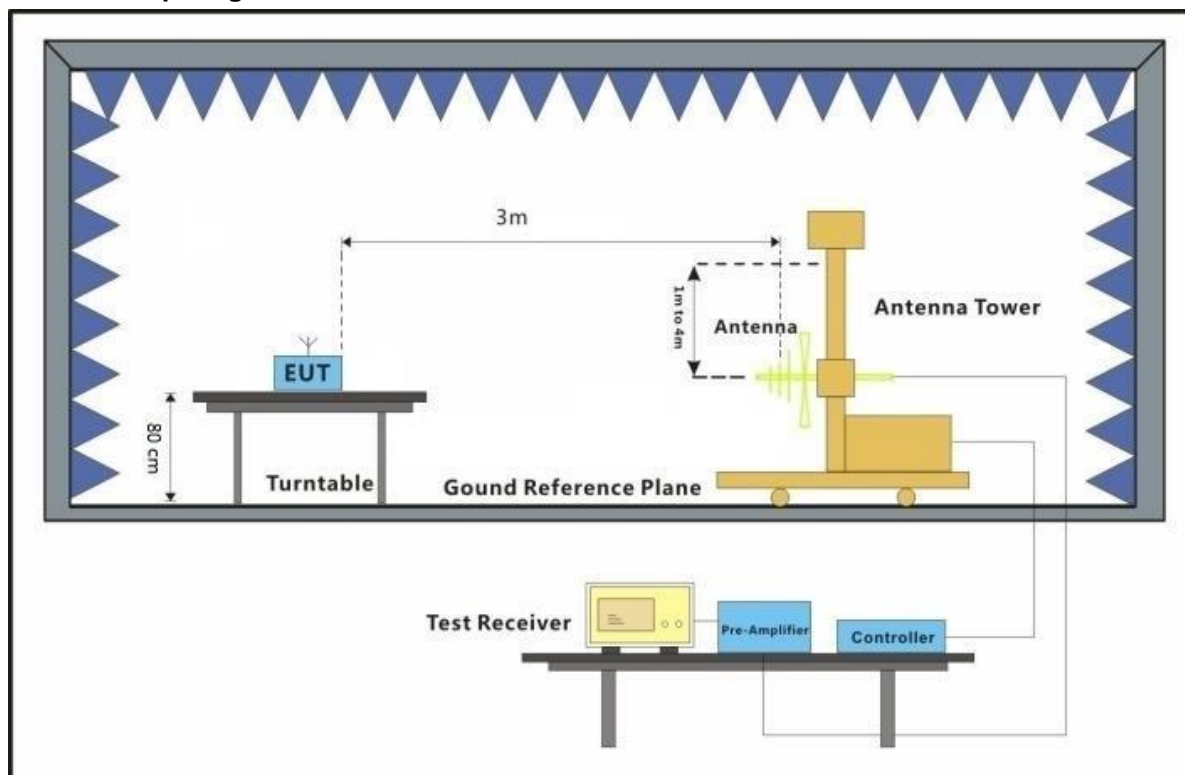 3m
1m to 4m
Antenna
Antenna Tower
EUT
80 cm
Turntable
Gound Reference Plane
Test Receiver
Pre-Amplifier
Controller